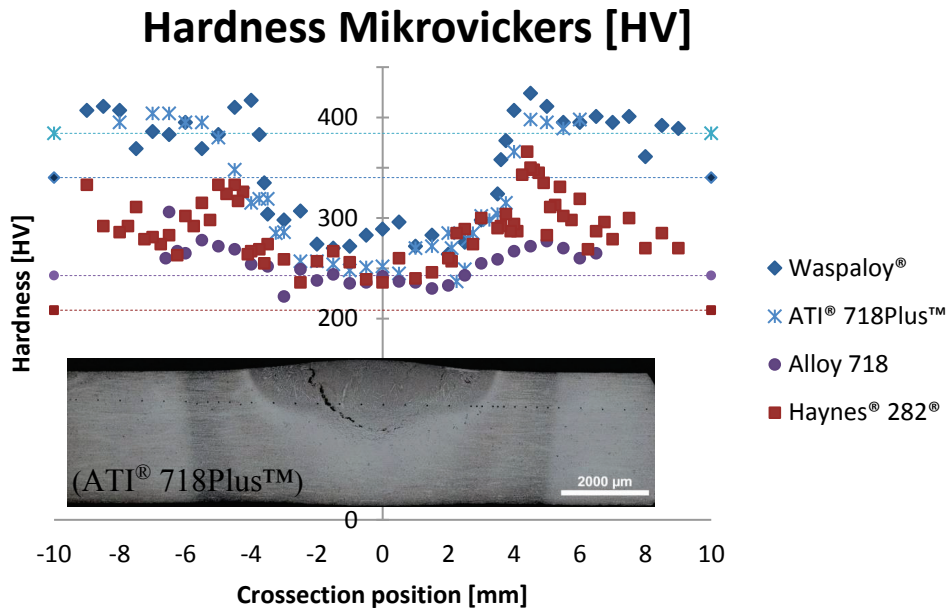 Hardness Mikrovickers [HV]
Hardness [HV]
400
300
200
0
Waspaloy®
ATI® 718Plus™
Alloy 718
Haynes® 282®
(ATI® 718Plus™)
2000 µm
-10 -8 -6 -4 -2 0 2 4 6 8 10
Crossection position [mm]